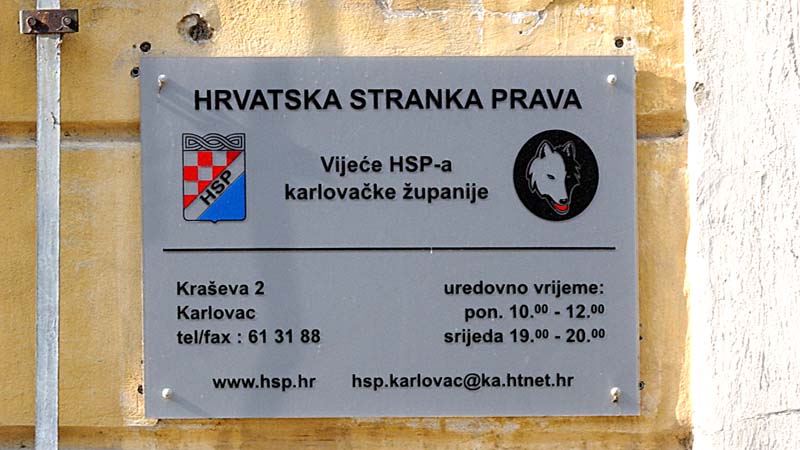 HRVATSKA STRANKA PRAVA
HSP
Vijeće HSP-a
karlovačke županije
Kraševa 2
Karlovac
tel/fax : 61 31 88
uredovno vrijeme:
pon. 10.00 - 12.00
srijeda 19.00 - 20.00
www.hsp.hr hsp.karlovac@ka.htnet.hr